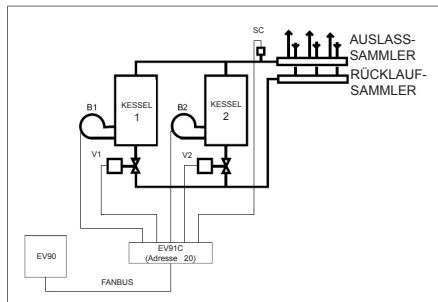 SC
AUSLASS-
SAMMLER
RÜCKLAUF-
SAMMLER
B1
KESSEL
1
B2
KESSEL
2
V1
V2
EV90
EV91C
(Adresse 20)
FANBUS